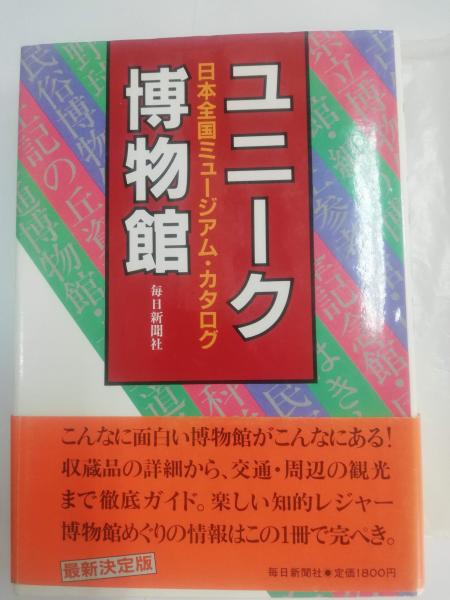 ユニーク
博物館
日本全国ミュージアム・カタログ
毎日新聞社
こんなに面白い博物館がこんなにある!
収蔵品の詳細から、交通・周辺の観光
まで徹底ガイド。楽しい知的レジャー
博物館めぐりの情報はこの1冊で完ぺき。
最新決定版
毎日新聞社●定価1800円